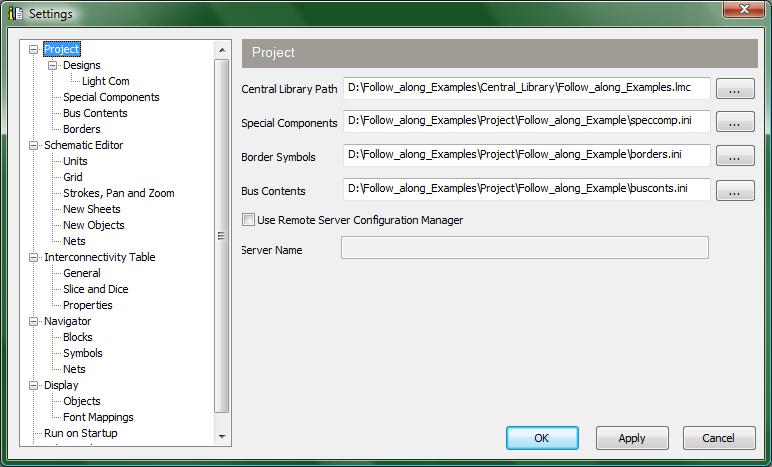 Settings
Project
Designs
Light Com
Special Components
Bus Contents
Borders
Schematic Editor
Units
Grid
Strokes, Pan and Zoom
New Sheets
New Objects
Nets
Interconnectivity Table
General
Slice and Dice
Properties
Navigator
Blocks
Symbols
Nets
Display
Objects
Font Mappings
Run on Startup
Project
Central Library Path D:\Follow_along_Examples\Central_Library\Follow_along_Examples.lmc ...
Special Components D:\Follow_along_Examples\Project\Follow_along_Example\speccomp.ini ...
Border Symbols D:\Follow_along_Examples\Project\Follow_along_Example\borders.ini ...
Bus Contents D:\Follow_along_Examples\Project\Follow_along_Example\busconts.ini ...
Use Remote Server Configuration Manager
Server Name
OK Apply Cancel